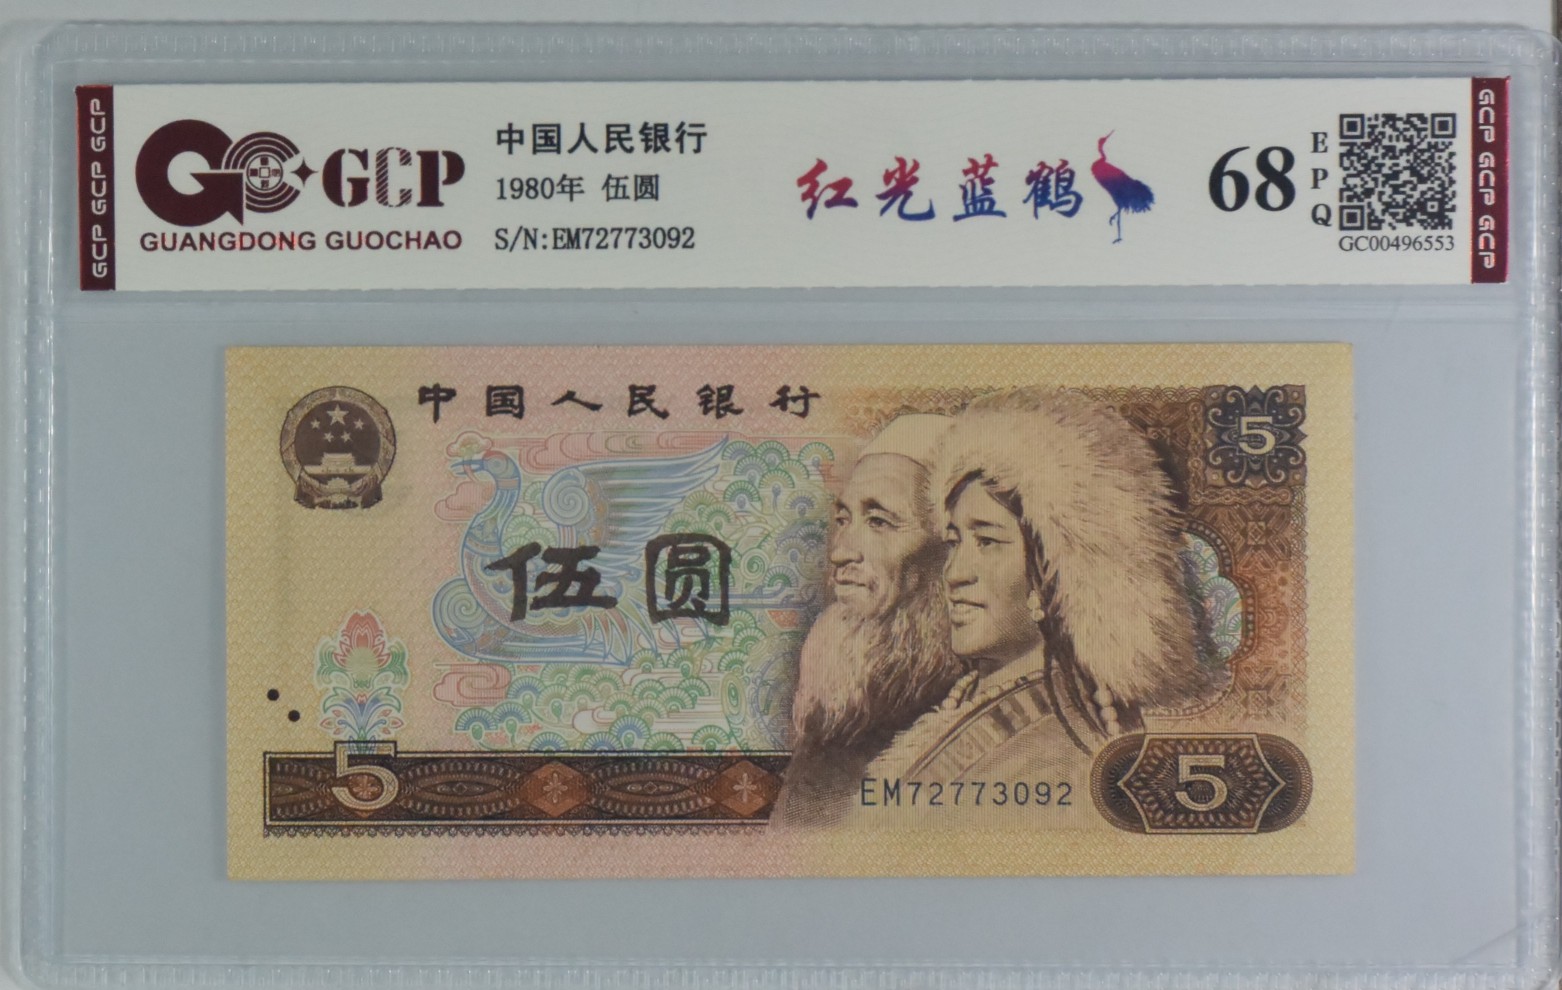 GCP GCP GCP
GCP
GUANGDONG GUOCHAO
中国人民银行
1980年 伍圆
S/N:EM72773092
红光蓝鹤
68
EPQ
GC00496553
GCP GCP GCP
中国人民银行
5
伍圆
5
EM72773092
5